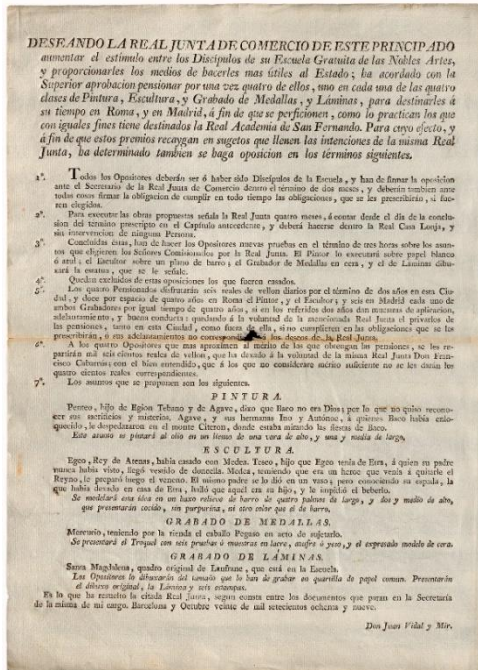 DESEANDO LA REAL JUNTA DE COMERCIO DE ESTE PRINCIPADO
aumentar el estimulo entre los Discípulos de su Escuela Gratuita de las Nobles Artes,
y proporcionarles los medios de hacerles mas útiles al Estado; ha acordado con la
Superior aprobacion pensionar por una vez quatro de ellos, uno en cada una de las quatro
clases de Pintura, Escultura, y Grabado de Medallas, y Láminas, para destinarles á
su tiempo en Roma, y en Madrid, á fin de que se perficionen, como lo practican los que
con iguales fines tiene destinados la Real Academia de San Fernando. Para cuyo efecto, y
á fin de que estos premios recaygan en sugetos que llenen las intenciones de la misma Real
Junta, ha determinado tambien se haga oposicion en los términos siguientes.
1º. Todos los Opositores deberán ser ó haber sido Discípulos de la Escuela, y han de firmar la oposicion
ante el Secretario de la Real Junta de Comercio dentro el término de dos meses, y deberán tambien ante
todas cosas firmar la obligacion de cumplir en todo tiempo las obligaciones, que se les prescribirán, si fue-
ren elegidos.
2º. Para executar las obras propuestas señala la Real Junta quatro meses, á contar desde el dia de la conclu-
sion del término prescripto en el Capítulo antecedente, y deberá hacerse dentro la Real Casa Lonja, y
sin intervencion de ninguna Persona.
3º. Concluidas éstas, han de hacer los Opositores nuevas pruebas en el término de tres horas sobre los asun-
tos que eligieren los Señores Comisionados por la Real Junta. El Pintor lo executará sobre papel blanco
ó azul; el Escultor sobre un plano de barro; el Grabador de Medallas en cera, y el de Láminas dibu-
xará la estatua, que se le señale.
4º. Quedan excluidos de estas oposiciones los que fueren casados.
5º. Los quatro Pensionados disfrutarán seis reales de vellon diarios por el término de dos años en esta Ciu-
dad, y doce por espacio de quatro años en Roma el Pintor, y el Escultor; y seis en Madrid cada uno de
ambos Grabadores por igual tiempo de quatro años, si en los referidos dos años dan muestras de aplicacion,
adelantamiento, y buena conducta; quedando á la voluntad de la mencionada Real Junta el privarlos de
las pensiones, tanto en esta Ciudad, como fuera de ella, si no cumplieren en las obligaciones que se les
prescribirán, ó sus adelantamientos no correspondi á los deseos de la Real Junta.
6º. A los quatro Opositores que mas aproximen al mérito de las que obtengan las pensiones, se les re-
partirán mil seis cientos reales de vellon, que ha dexado á la voluntad de la misma Real Junta Don Fran-
cisco Cabarrús; con el bien entendido, que á los que no considerare mérito suficiente no se les darán los
quatro cientos reales correspondientes.
7º. Los asuntos que se proponen son los siguientes.
PINTURA.
Penteo, hijo de Egion Tebano y de Agave, dixo que Baco no era Dios; por lo que no quiso recono-
cer sus sacrificios y misterios. Agave, y sus hermanas Ino y Autónoe, á quienes Baco habia enlo-
quecido, le despedazaron en el monte Citeron, donde estaba mirando las fiestas de Baco.
Este asunto se pintará al olio en un lienzo de una vara de alto, y una y media de largo.
ESCULTURA.
Egeo, Rey de Atenas, habia casado con Medea. Teseo, hijo que Egeo tenia de Etra, á quien su padre
nunca habia visto, llegó vestido de doncella. Medea, teniendo que era un heroe que venia á quitarle el
Reyno, le preparó luego el veneno. El mismo padre se lo dió en un vaso; pero conociendo su espada, la
que habia dexado en casa de Etra, halló que aquel era su hijo, y le impidió el beberlo.
Se modelará esta idea en un baxo relieve de barro de quatro palmos de largo, y dos y medio de alto,
que presentarán cocido, sin purpurina, ni otro color que el de barro.
GRABADO DE MEDALLAS.
Mercurio, teniendo por la rienda el caballo Pegaso en acto de sujetarlo.
Se presentará el Troquel con seis pruebas ó muestras en lacre, azufre ó yeso, y el expresado modelo de cera.
GRABADO DE LÁMINAS.
Santa Magdalena, quadro original de Lanfranc, que está en la Escuela.
Los Opositores lo dibuxarán del tamaño que lo han de grabar en quartilla de papel comun. Presentarán
el dibuxo original, la Lámina y seis estampas.
Es lo que ha resuelto la citada Real Junta, segun consta entre los documentos que paran en la Secretaría
de la misma de mi cargo. Barcelona y Octubre veinte de mil setecientos ochenta y nueve.
Don Juan Vidal y Mir.